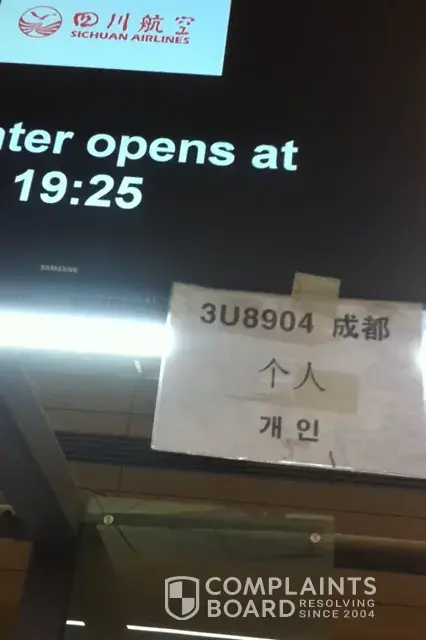 四川航空
SICHUAN AIRLINES
nter opens at
19:25
SAMSUNG
3U8904 成都
个人
개인
COMPLAINTS
BOARD RESOLVING
SINCE 2004